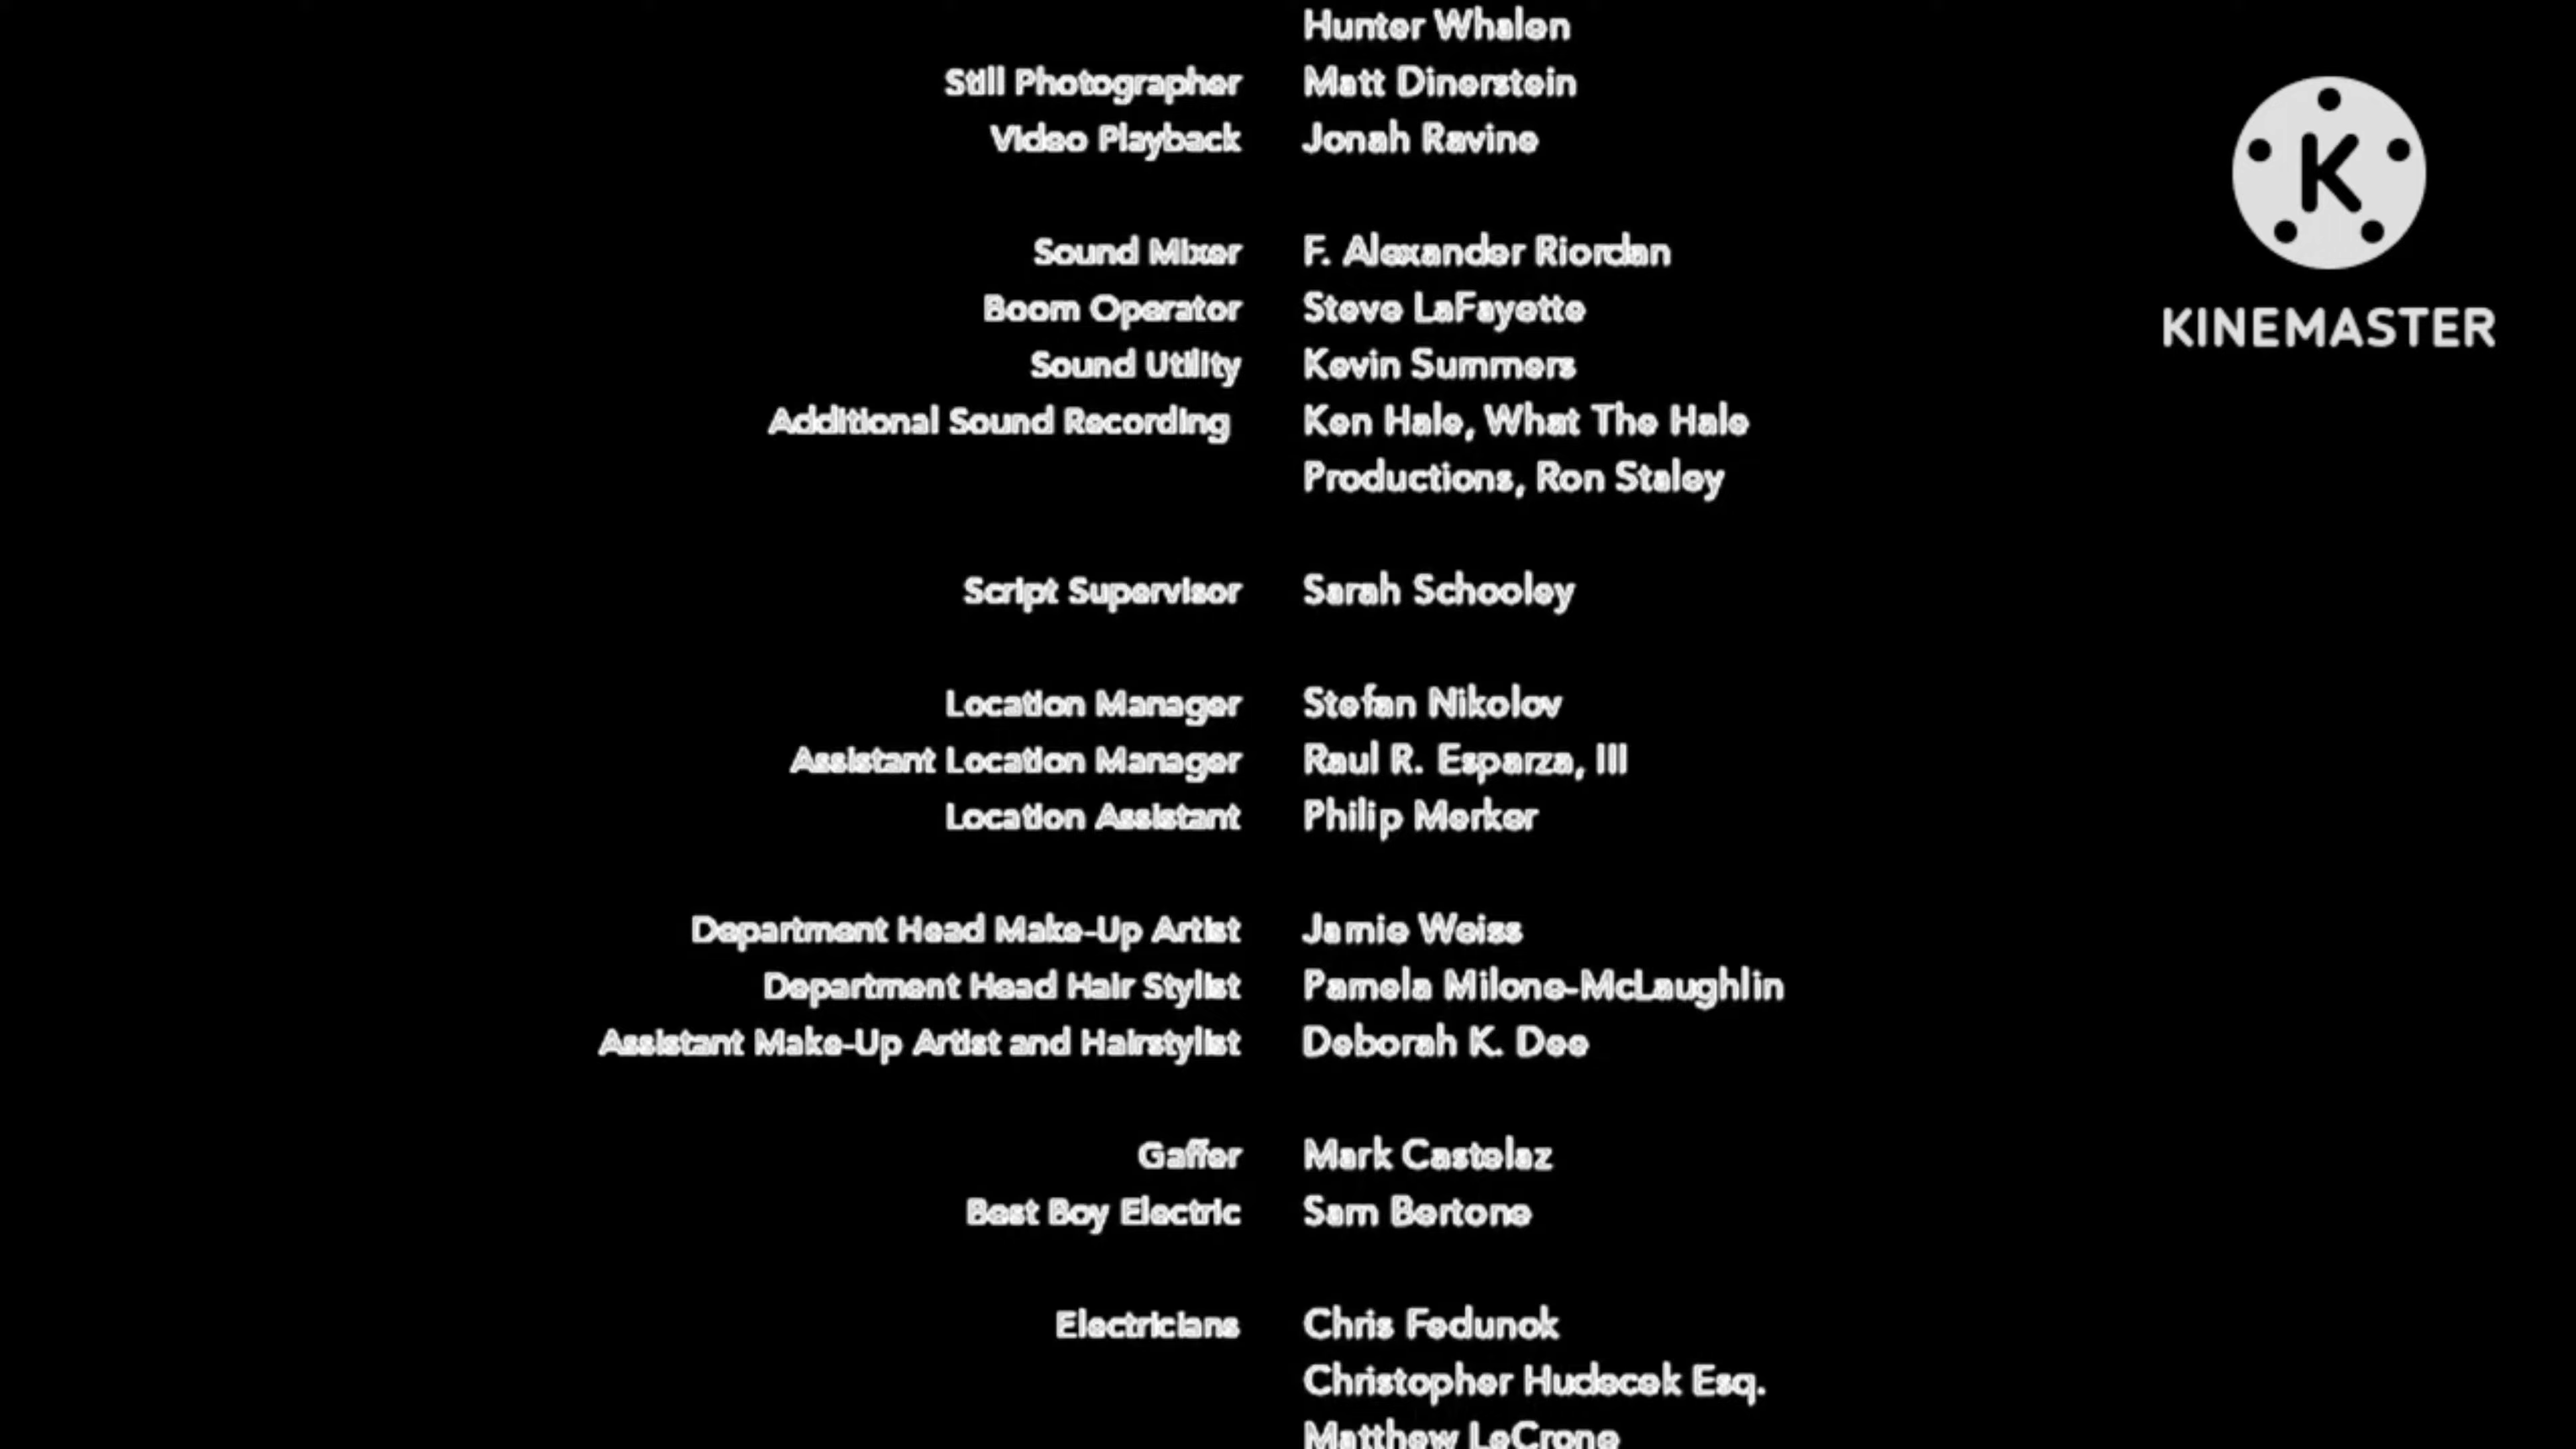 Hunter Whalen
Still Photographer Matt Dinerstein
Video Playback Jonah Ravine
Sound Mixer F. Alexander Riordan
Boom Operator Steve LaFayette
Sound Utility Kevin Summers
Additional Sound Recording Ken Hale, What The Hale
Productions, Ron Staley
Script Supervisor Sarah Schooley
Location Manager Stefan Nikolov
Assistant Location Manager Raul R. Esparza, III
Location Assistant Philip Merker
Department Head Make-Up Artist Jamie Weiss
Department Head Hair Stylist Pamela Milone-McLaughlin
Assistant Make-Up Artist and Hairstylist Deborah K. Dee
Gaffer Mark Castelaz
Best Boy Electric Sam Bertone
Electricians Chris Fedunok
Christopher Hudecek Esq.
Matthew LeCrone
K
KINEMASTER